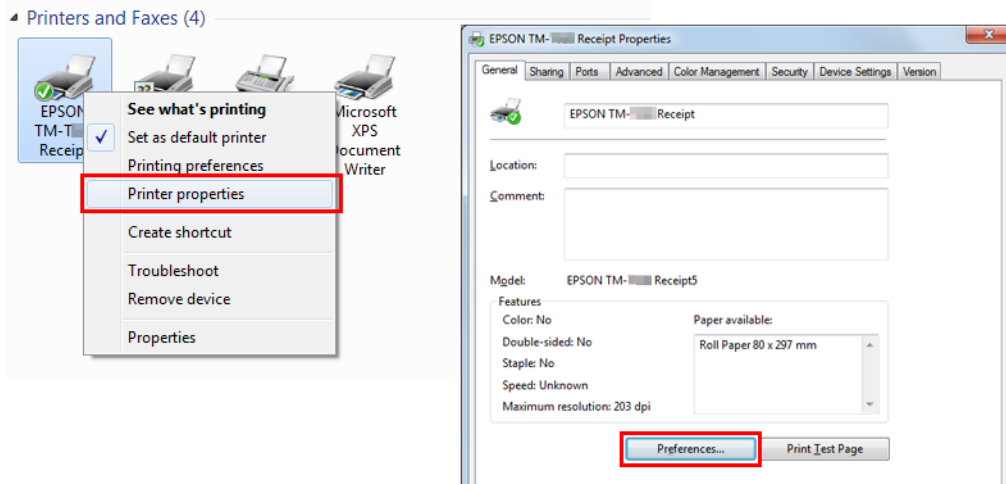 Printers and Faxes (4)
EPSON
TM-T
Receip
Microsoft
XPS
Document
Writer
See what's printing
Set as default printer
Printing preferences
Printer properties
Create shortcut
Troubleshoot
Remove device
Properties
EPSON TM- Receipt Properties
General Sharing Ports Advanced Color Management Security Device Settings Version
EPSON TM- Receipt
Location:
Comment:
Model: EPSON TM- Receipt5
Features
Color: No
Double-sided: No
Staple: No
Speed: Unknown
Maximum resolution: 203 dpi
Paper available:
Roll Paper 80 x 297 mm
Preferences... Print Test Page